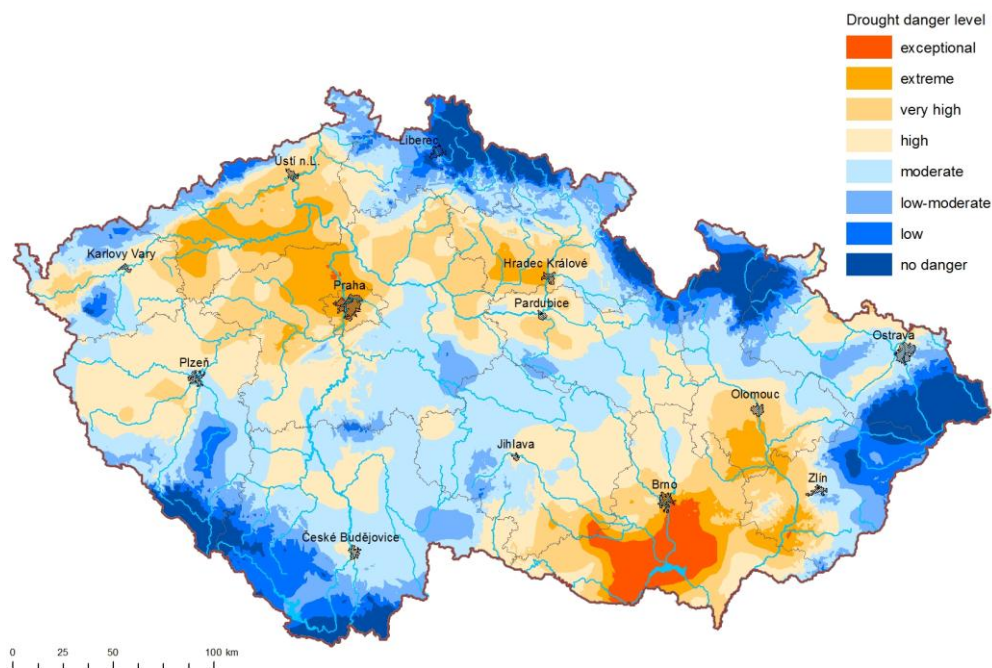 Drought danger level
exceptional
extreme
very high
high
moderate
low-moderate
low
no danger
Liberec
Ústí n.L.
Karlovy Vary
Hradec Králové
Praha
Pardubice
Ostrava
Plzeň
Olomouc
Jihlava
Zlín
Brno
České Budějovice
0 25 50 100 km